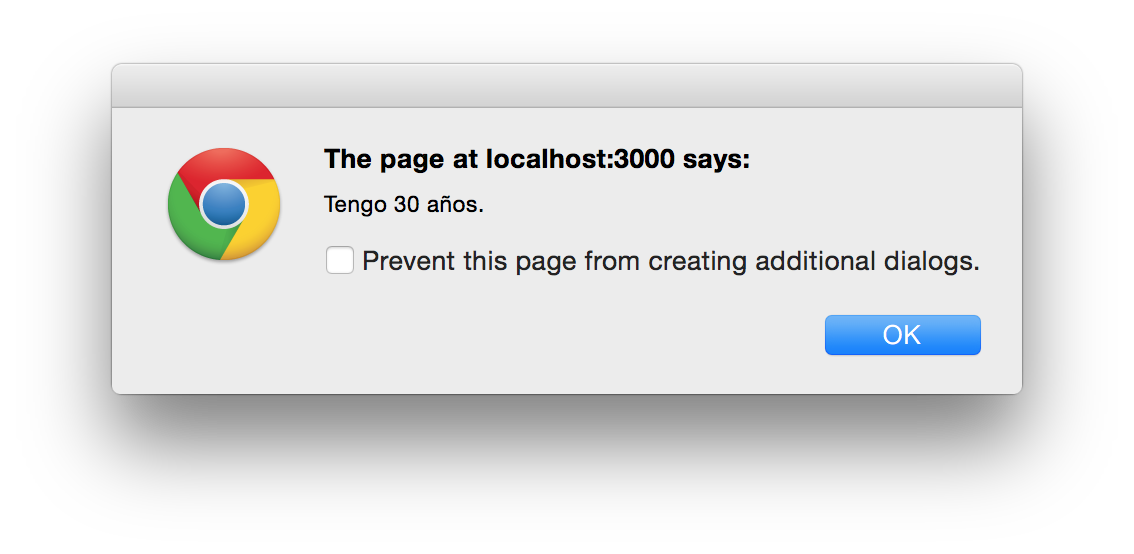 The page at localhost:3000 says:
Tengo 30 años.
Prevent this page from creating additional dialogs.
OK